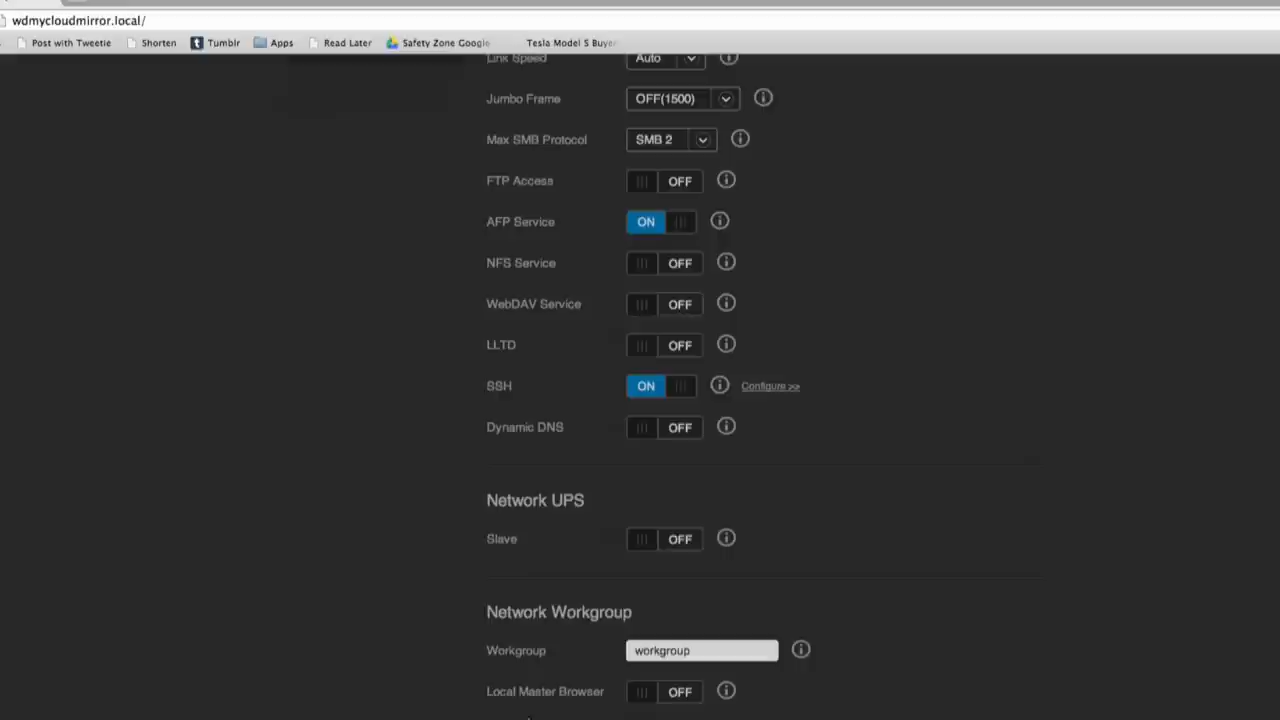 wdmycloudmirror.local/
Post with Tweetie Shorten Tumblr Apps Read Later Safety Zone Google Tesla Model S Buyer
Link Speed Auto
Jumbo Frame OFF(1500)
Max SMB Protocol SMB 2
FTP Access OFF
AFP Service ON
NFS Service OFF
WebDAV Service OFF
LLTD OFF
SSH ON Configure >>
Dynamic DNS OFF
Network UPS
Slave OFF
Network Workgroup
Workgroup workgroup
Local Master Browser OFF